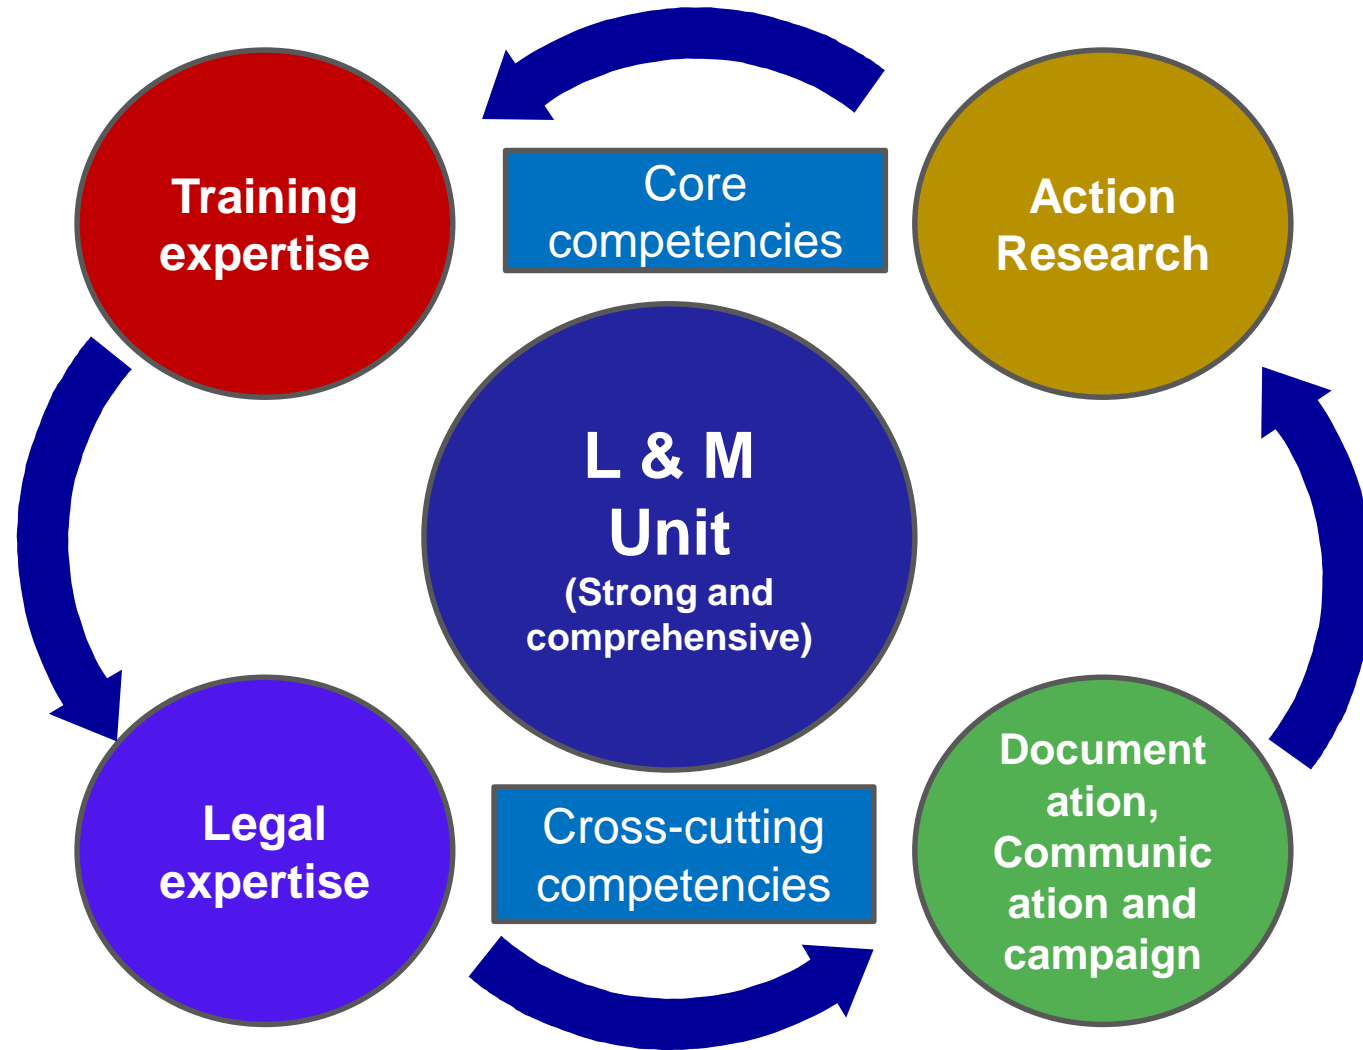 Training
expertise
Core
competencies
Action
Research
L & M
Unit
(Strong and
comprehensive)
Legal
expertise
Cross-cutting
competencies
Document
ation,
Communic
ation and
campaign